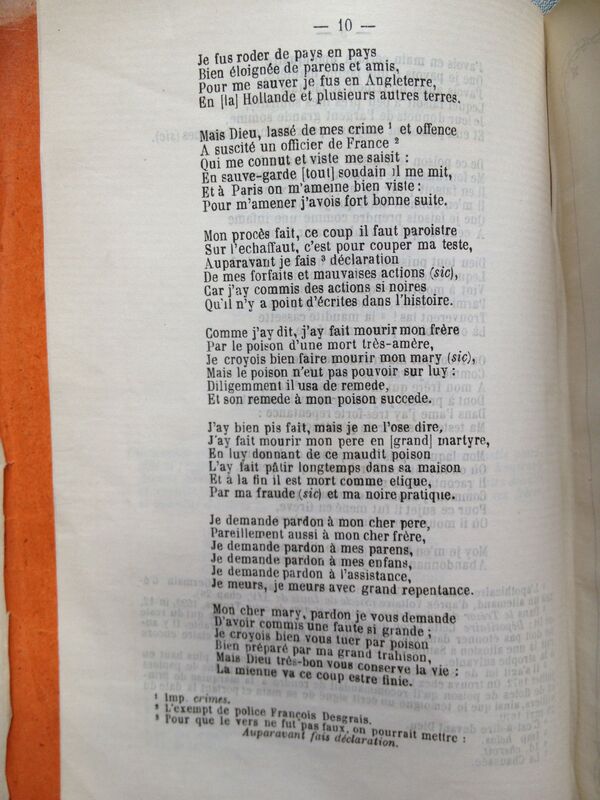 — 10 —
Je fus roder de pays en pays
Bien éloignée de parens et amis,
Pour me sauver je fus en Angleterre,
En [la] Hollande et plusieurs autres terres.
Mais Dieu, lassé de mes crime ¹ et offence
A suscité un officier de France ²
Qui me connut et viste me saisit :
En sauve-garde [tout] soudain il me mit,
Et à Paris on m'ameine bien viste :
Pour m'amener j'avois fort bonne suite.
Mon procès fait, ce coup il faut paroistre
Sur l'echaffaut, c'est pour couper ma teste,
Auparavant je fais ³ déclaration
De mes forfaits et mauvaises actions (sic),
Car j'ay commis des actions si noires
Qu'il n'y a point d'écrites dans l'histoire.
Comme j'ay dit, j'ay fait mourir mon frère
Par le poison d'une mort très-amère,
Je croyois bien faire mourir mon mary (sic),
Mais le poison n'eut pas pouvoir sur luy :
Diligemment il usa de remede,
Et son remede à mon poison succede.
J'ay bien pis fait, mais je ne l'ose dire,
J'ay fait mourir mon pere en [grand] martyre,
En luy donnant de ce maudit poison
L'ay fait pâtir longtemps dans sa maison
Et à la fin il est mort comme etique,
Par ma fraude (sic) et ma noire pratique.
Je demande pardon à mon cher pere,
Pareillement aussi à mon cher frère,
Je demande pardon à mes parens,
Je demande pardon à mes enfans,
Je demande pardon à l'assistance,
Je meurs, je meurs avec grand repentance.
Mon cher mary, pardon je vous demande
D'avoir commis une faute si grande ;
Je croyois bien vous tuer par poison
Bien préparé par ma grand trahison,
Mais Dieu très-bon vous conserve la vie :
La mienne va ce coup estre finie.
¹ Imp. crimes.
² L'exempt de police François Desgrais.
³ Pour que le vers ne fut pas faux, on pourrait mettre :
Auparavant fais déclaration.